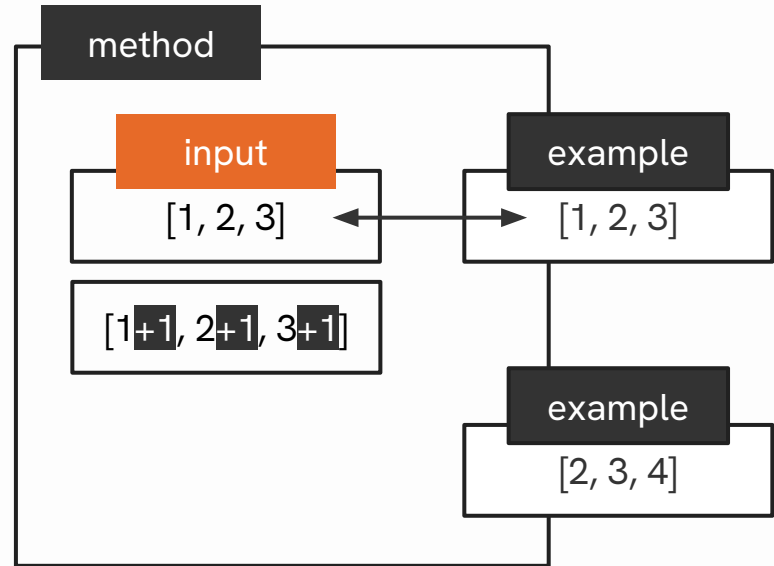 method
input
example
[1, 2, 3]
[1, 2, 3]
[1+1, 2+1, 3+1]
example
[2, 3, 4]